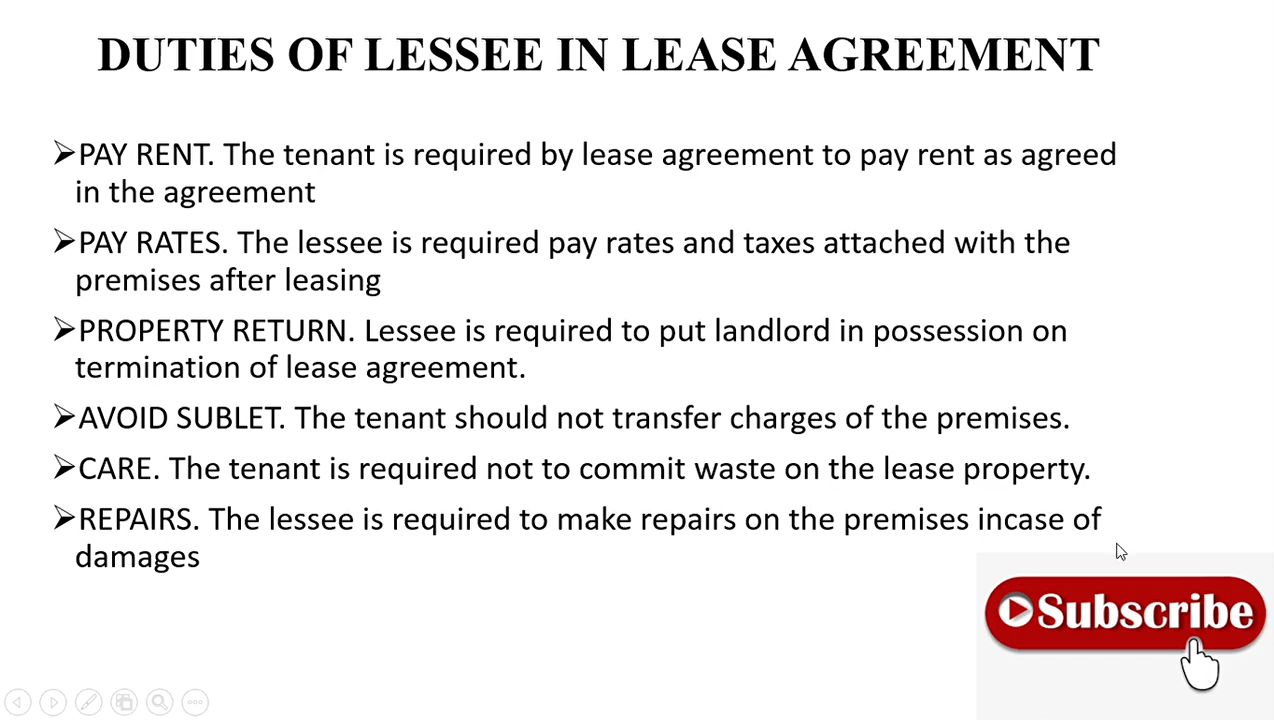 DUTIES OF LESSEE IN LEASE AGREEMENT
➢PAY RENT. The tenant is required by lease agreement to pay rent as agreed
in the agreement
➢PAY RATES. The lessee is required pay rates and taxes attached with the
premises after leasing
➢PROPERTY RETURN. Lessee is required to put landlord in possession on
termination of lease agreement.
➢AVOID SUBLET. The tenant should not transfer charges of the premises.
➢CARE. The tenant is required not to commit waste on the lease property.
➢REPAIRS. The lessee is required to make repairs on the premises incase of
damages
Subscribe